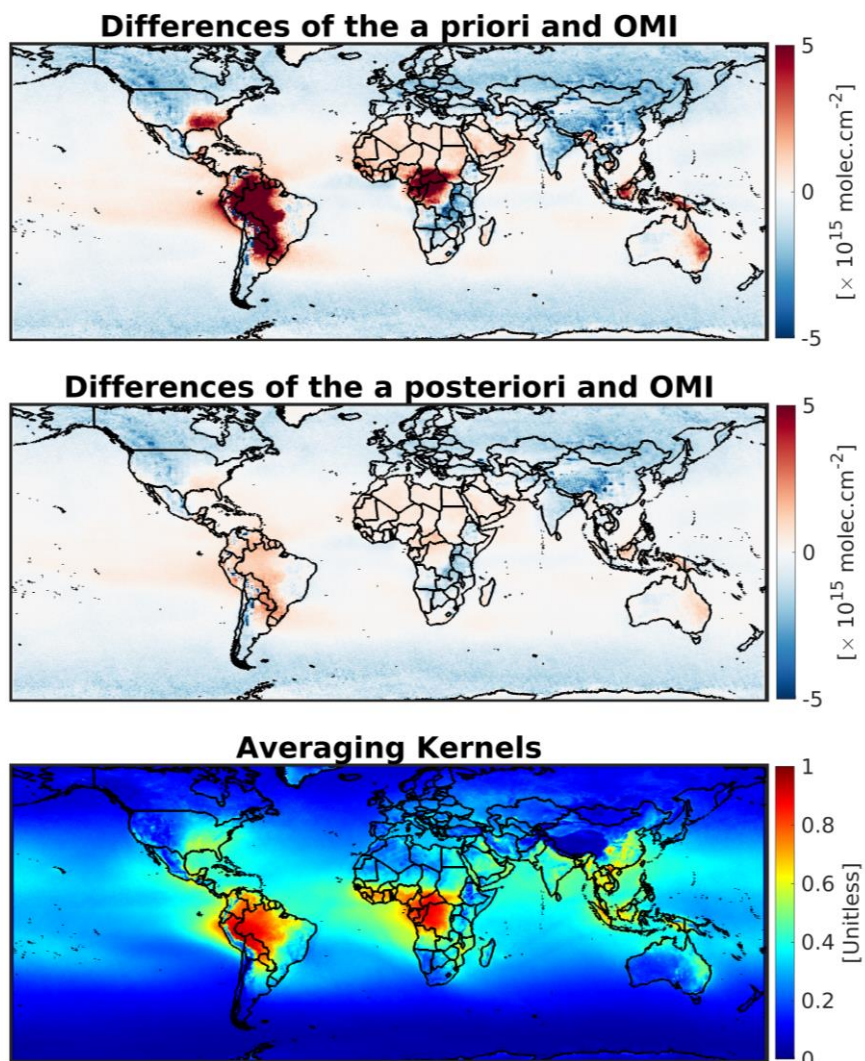 Differences of the a priori and OMI
5
0
-5
[× 10^15 molec.cm^-2]
Differences of the a posteriori and OMI
5
0
-5
[× 10^15 molec.cm^-2]
Averaging Kernels
1
0.8
0.6
0.4
0.2
0
[Unitless]